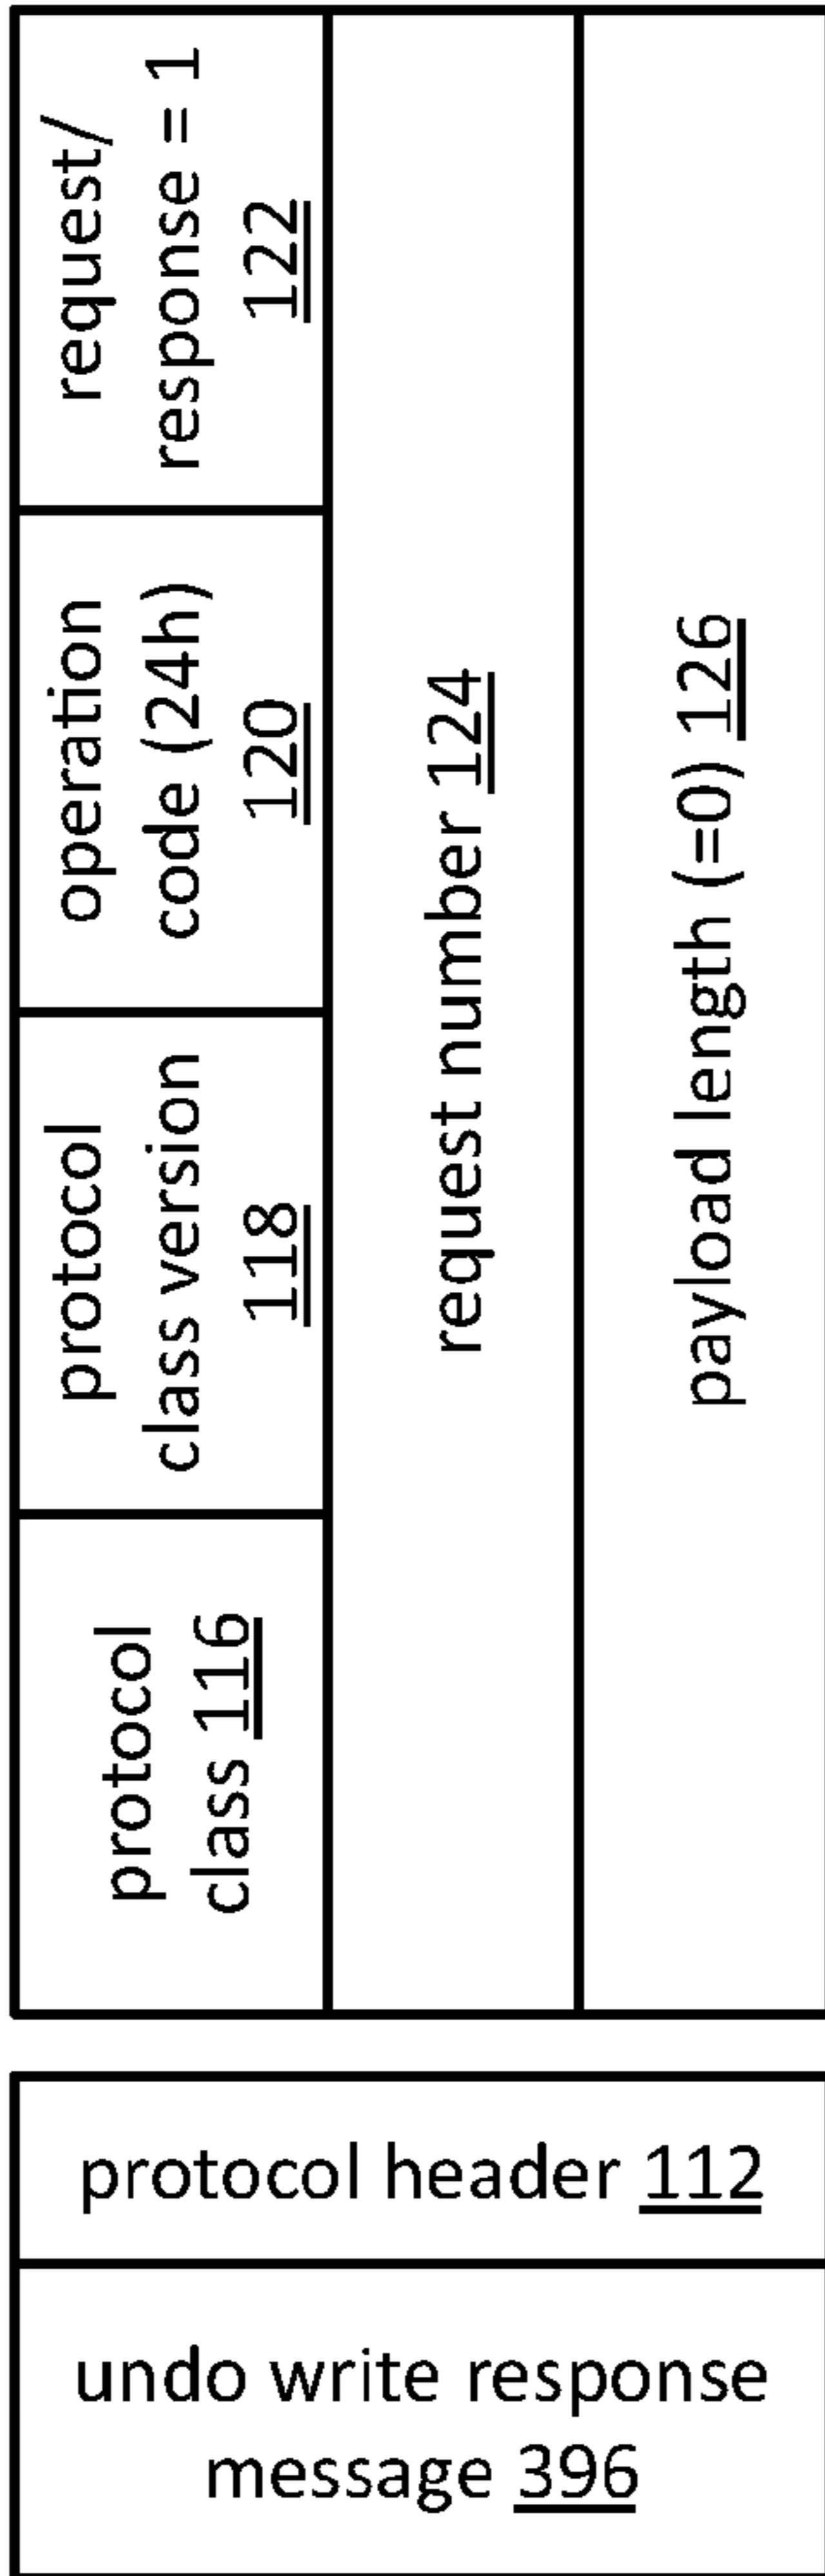 protocol
class 116
protocol
class version
118
operation
code (24h)
120
request/
response = 1
122
request number 124
payload length (=0) 126
protocol header 112
undo write response
message 396